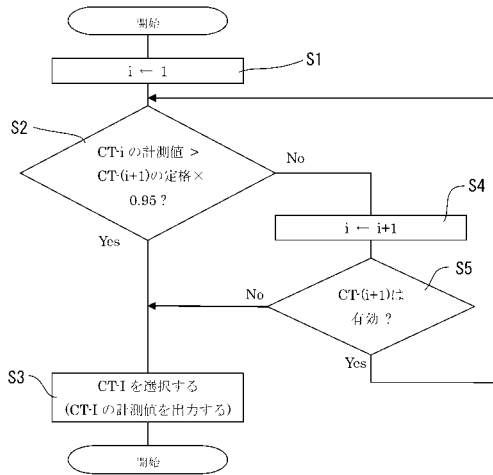 開始
S1
i ← 1
S2
CT-i の計測値 >
CT-(i+1)の定格×
0.95？
No
Yes
S4
i ← i+1
S5
CT-(i+1)は
有効？
No
Yes
S3
CT-I を選択する
(CT-I の計測値を出力する)
開始